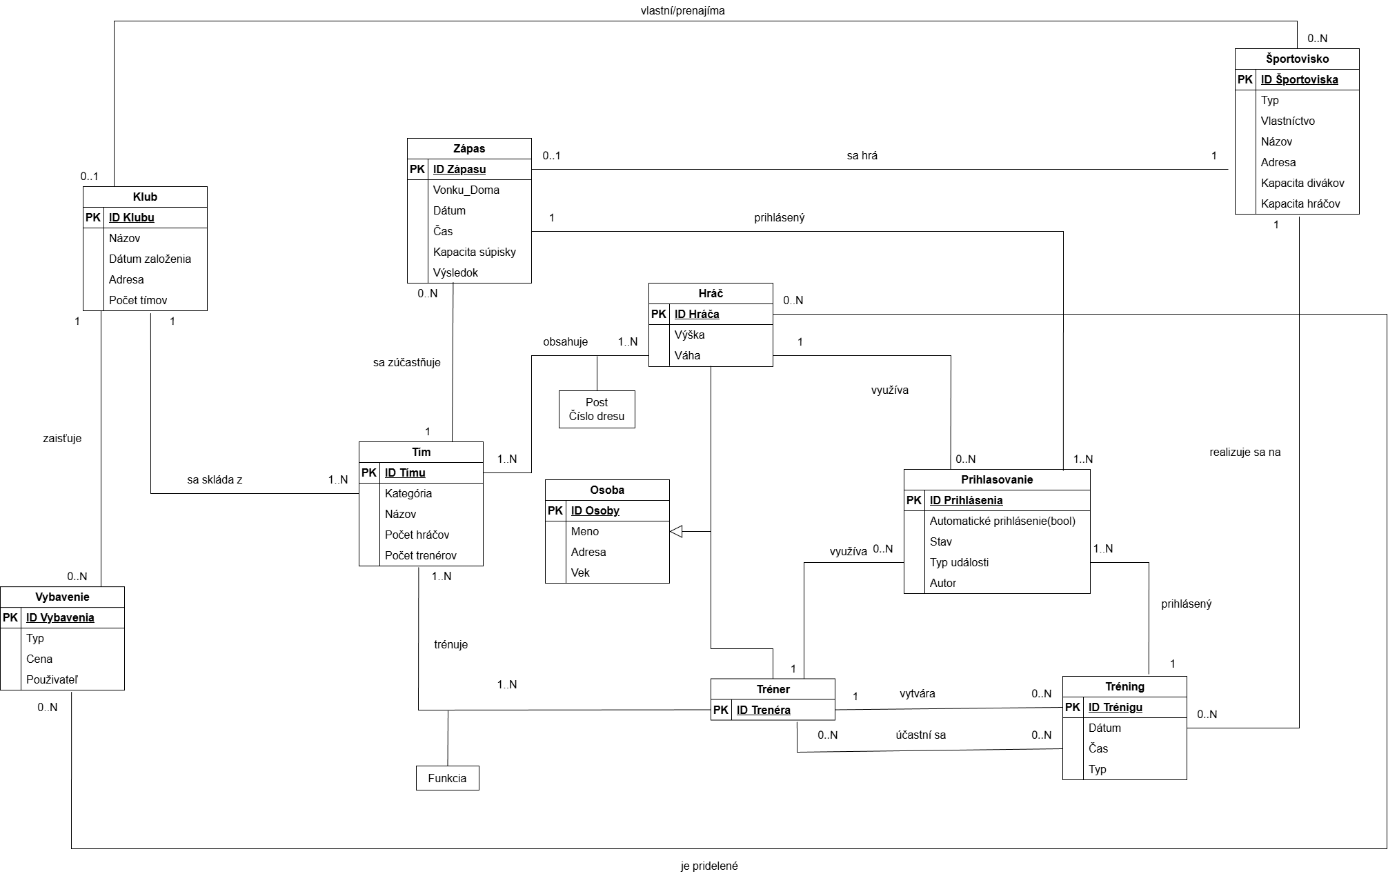 vlastní/prenajíma
0..N
Športovisko
PK ID Športoviska
Typ
Vlastníctvo
Názov
Adresa
Kapacita divákov
Kapacita hráčov
1
0..1
Klub
PK ID Klubu
Názov
Dátum založenia
Adresa
Počet tímov
1
1
Zápas
PK ID Zápasu
Vonku_Doma
Dátum
Čas
Kapacita súpisky
Výsledok
0..1
sa hrá
1
1
prihlásený
0..N
sa zúčastňuje
1
Hráč
PK ID Hráča
Výška
Váha
0..N
1
obsahuje
1..N
Post
Číslo dresu
využíva
zaisťuje
sa skláda z
1..N
Tím
PK ID Tímu
Kategória
Názov
Počet hráčov
Počet trenérov
1..N
1..N
Osoba
PK ID Osoby
Meno
Adresa
Vek
0..N
1..N
Prihlasovanie
PK ID Prihlásenia
Automatické prihlásenie(bool)
Stav
Typ události
Autor
využíva
0..N
1..N
realizuje sa na
prihlásený
0..N
Vybavenie
PK ID Vybavenia
Typ
Cena
Použivateľ
0..N
trénuje
1..N
Funkcia
1
Tréner
PK ID Trenéra
1
vytvára
0..N
0..N
účastní sa
0..N
1
Tréning
PK ID Trénigu
Dátum
Čas
Typ
0..N
je pridelené